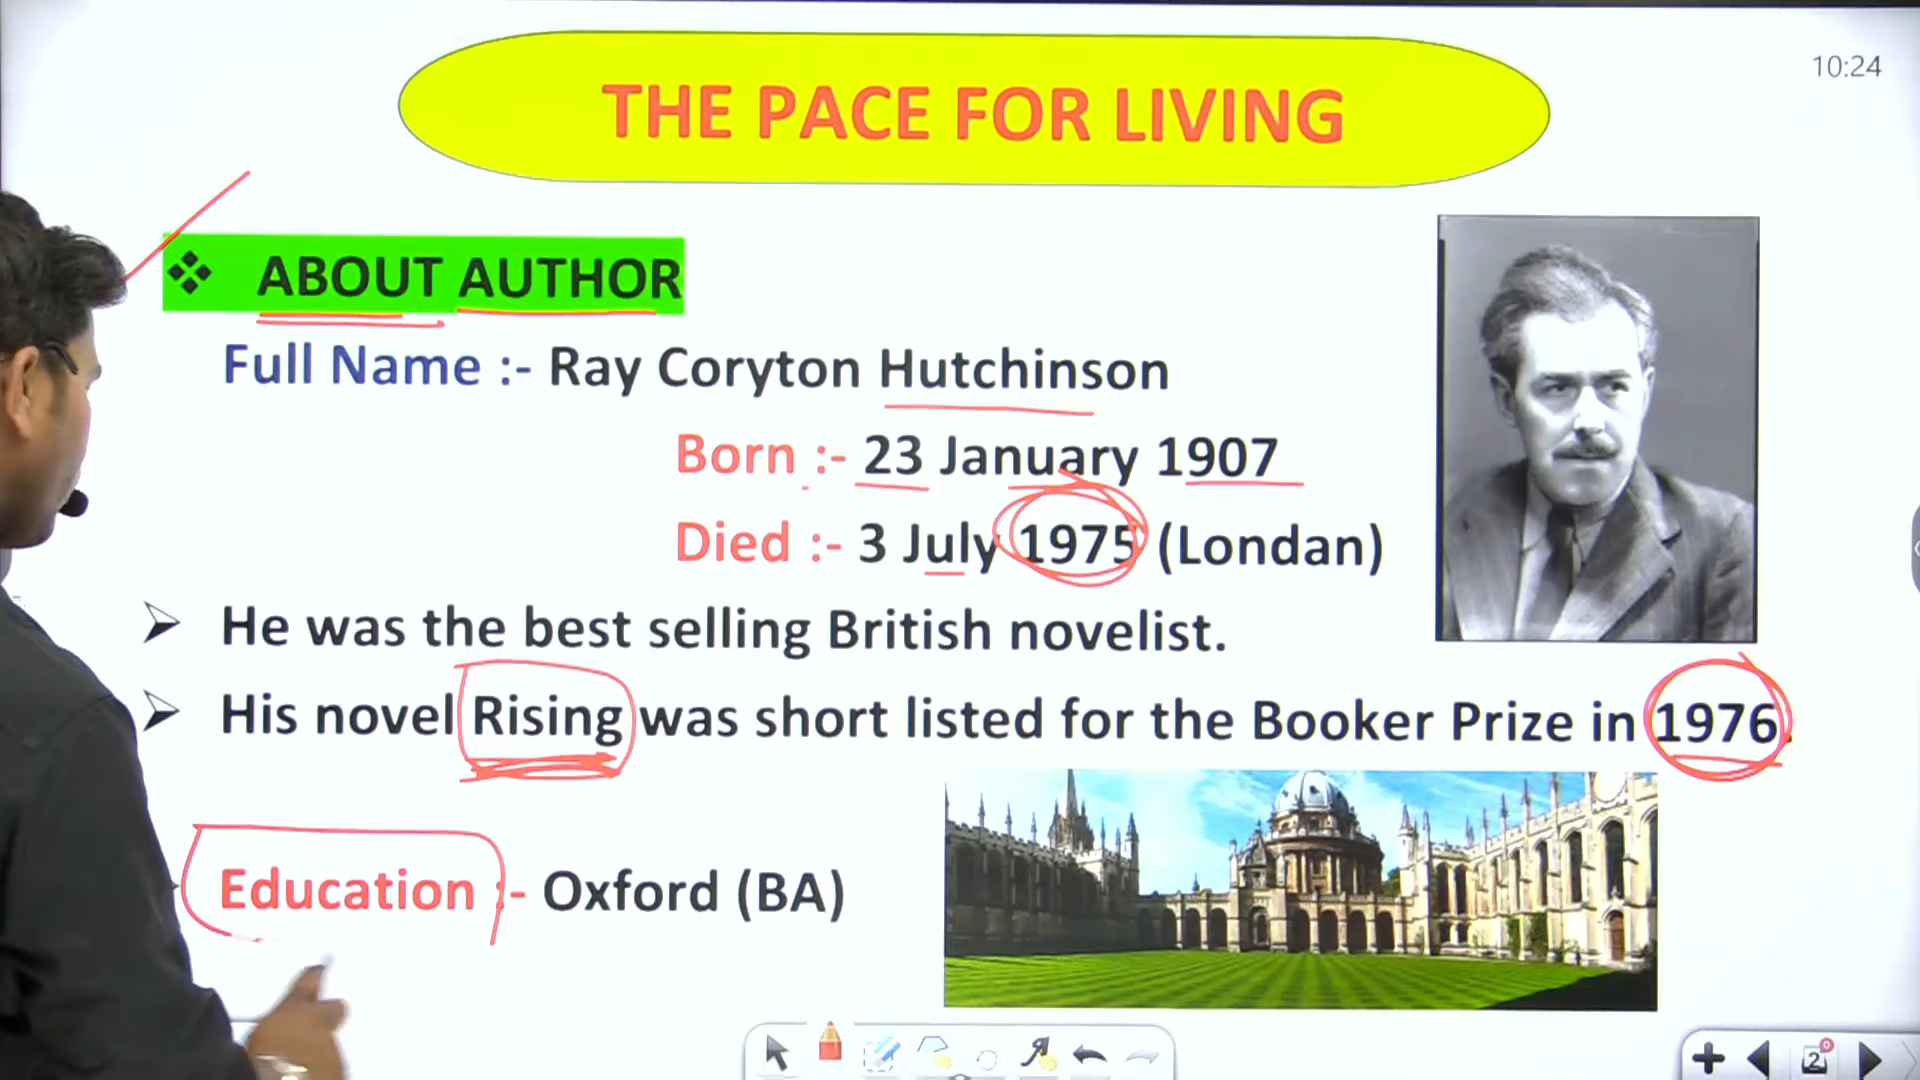 10:24
THE PACE FOR LIVING
❖ ABOUT AUTHOR
Full Name :- Ray Coryton Hutchinson
Born :- 23 January 1907
Died :- 3 July 1975 (Londan)
➢ He was the best selling British novelist.
➢ His novel Rising was short listed for the Booker Prize in 1976.
Education :- Oxford (BA)
2
0